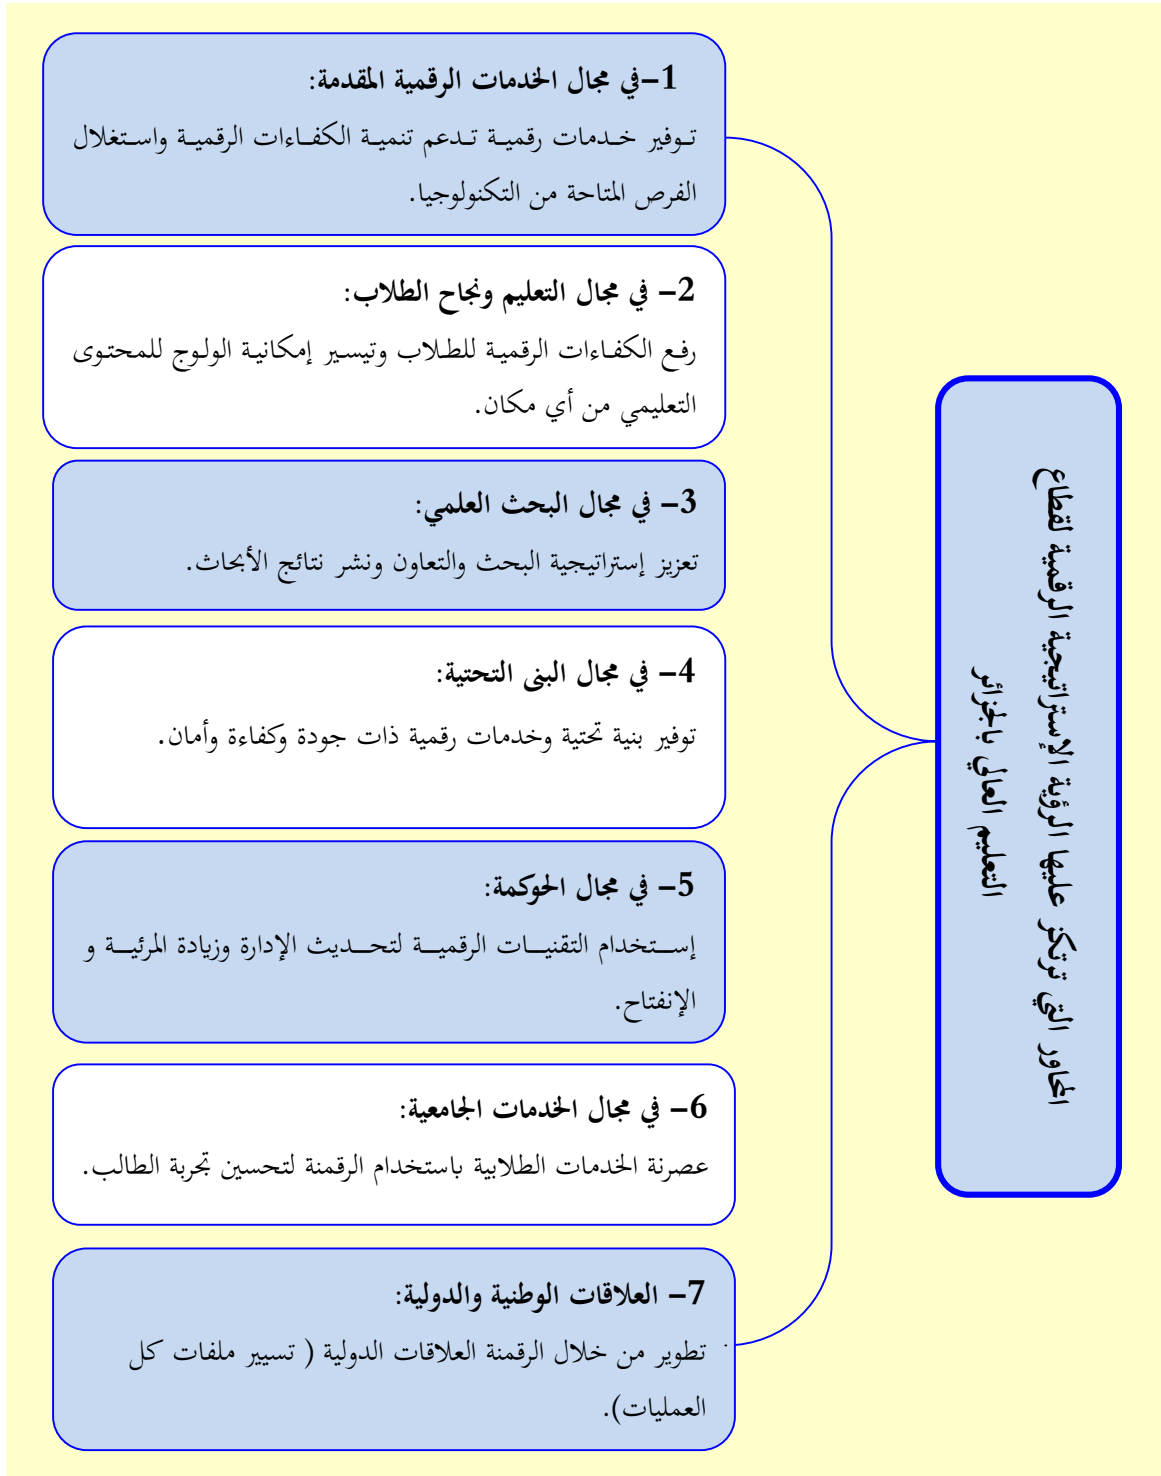 1-في مجال الخدمات الرقمية المقدمة:
توفير خدمات رقمية تدعم تنمية الكفاءات الرقمية واستغلال
الفرص المتاحة من التكنولوجيا.
2- في مجال التعليم ونجاح الطلاب:
رفع الكفاءات الرقمية للطلاب وتيسير إمكانية الولوج للمحتوى
التعليمي من أي مكان.
3- في مجال البحث العلمي:
تعزيز إستراتيجية البحث والتعاون ونشر نتائج الأبحاث.
4- في مجال البنى التحتية:
توفير بنية تحتية وخدمات رقمية ذات جودة وكفاءة وأمان.
5- في مجال الحوكمة:
إستخدام التقنيات الرقمية لتحديث الإدارة وزيادة المرئية و
الإنفتاح.
6- في مجال الخدمات الجامعية:
عصرنة الخدمات الطلابية باستخدام الرقمنة لتحسين تجربة الطالب.
7- العلاقات الوطنية والدولية:
تطوير من خلال الرقمنة العلاقات الدولية ( تسيير ملفات كل
العمليات).
المحاور التي ترتكز عليها الرؤية الإستراتيجية الرقمية لقطاع
التعليم العالي بالجزائر